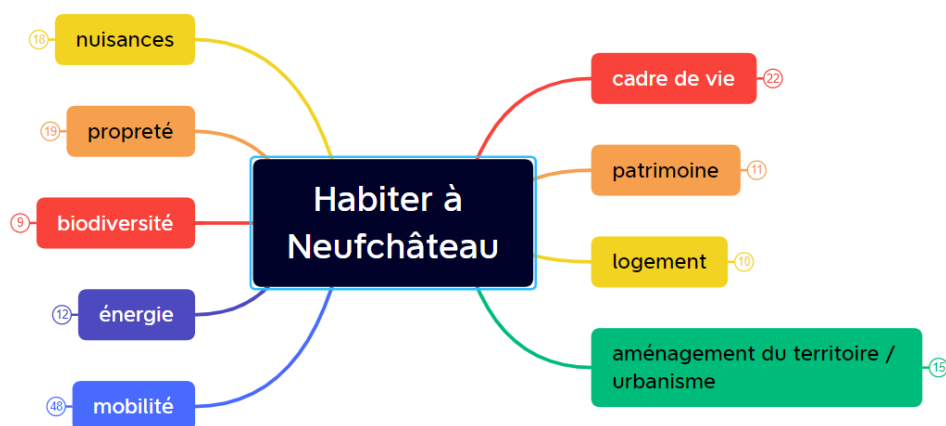 Habiter à
Neufchâteau
cadre de vie
22
patrimoine
11
logement
10
aménagement du territoire /
urbanisme
15
nuisances
18
propreté
19
biodiversité
9
énergie
12
mobilité
48